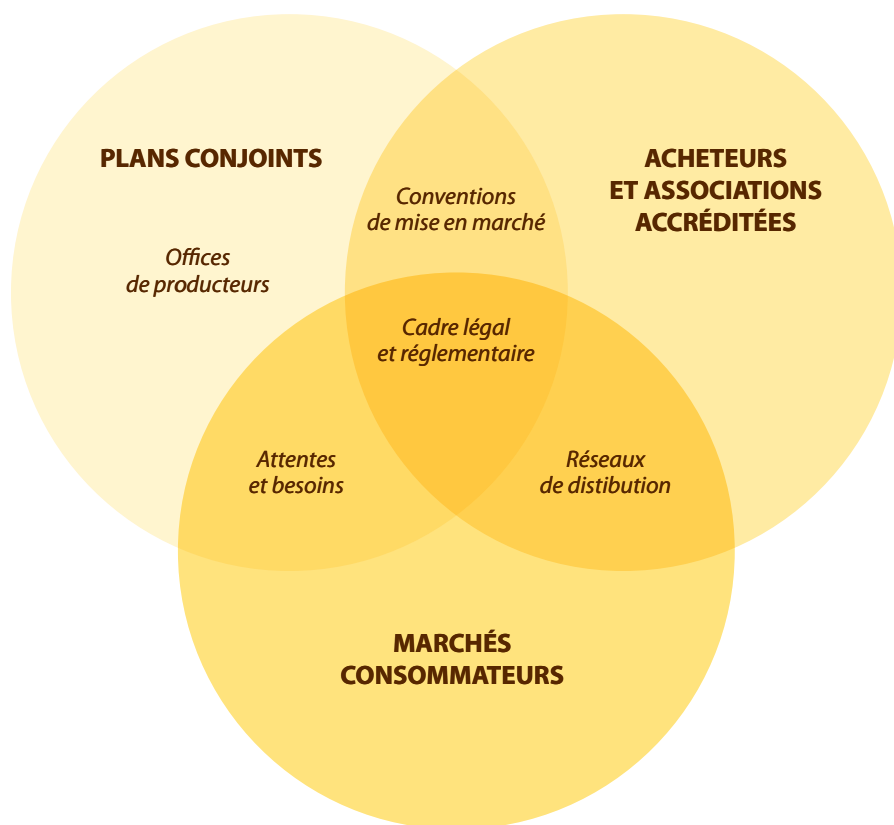 PLANS CONJOINTS
Offices
de producteurs
Conventions
de mise en marché
ACHETEURS
ET ASSOCIATIONS
ACCRÉDITÉES
Cadre légal
et réglementaire
Attentes
et besoins
Réseaux
de distibution
MARCHÉS
CONSOMMATEURS